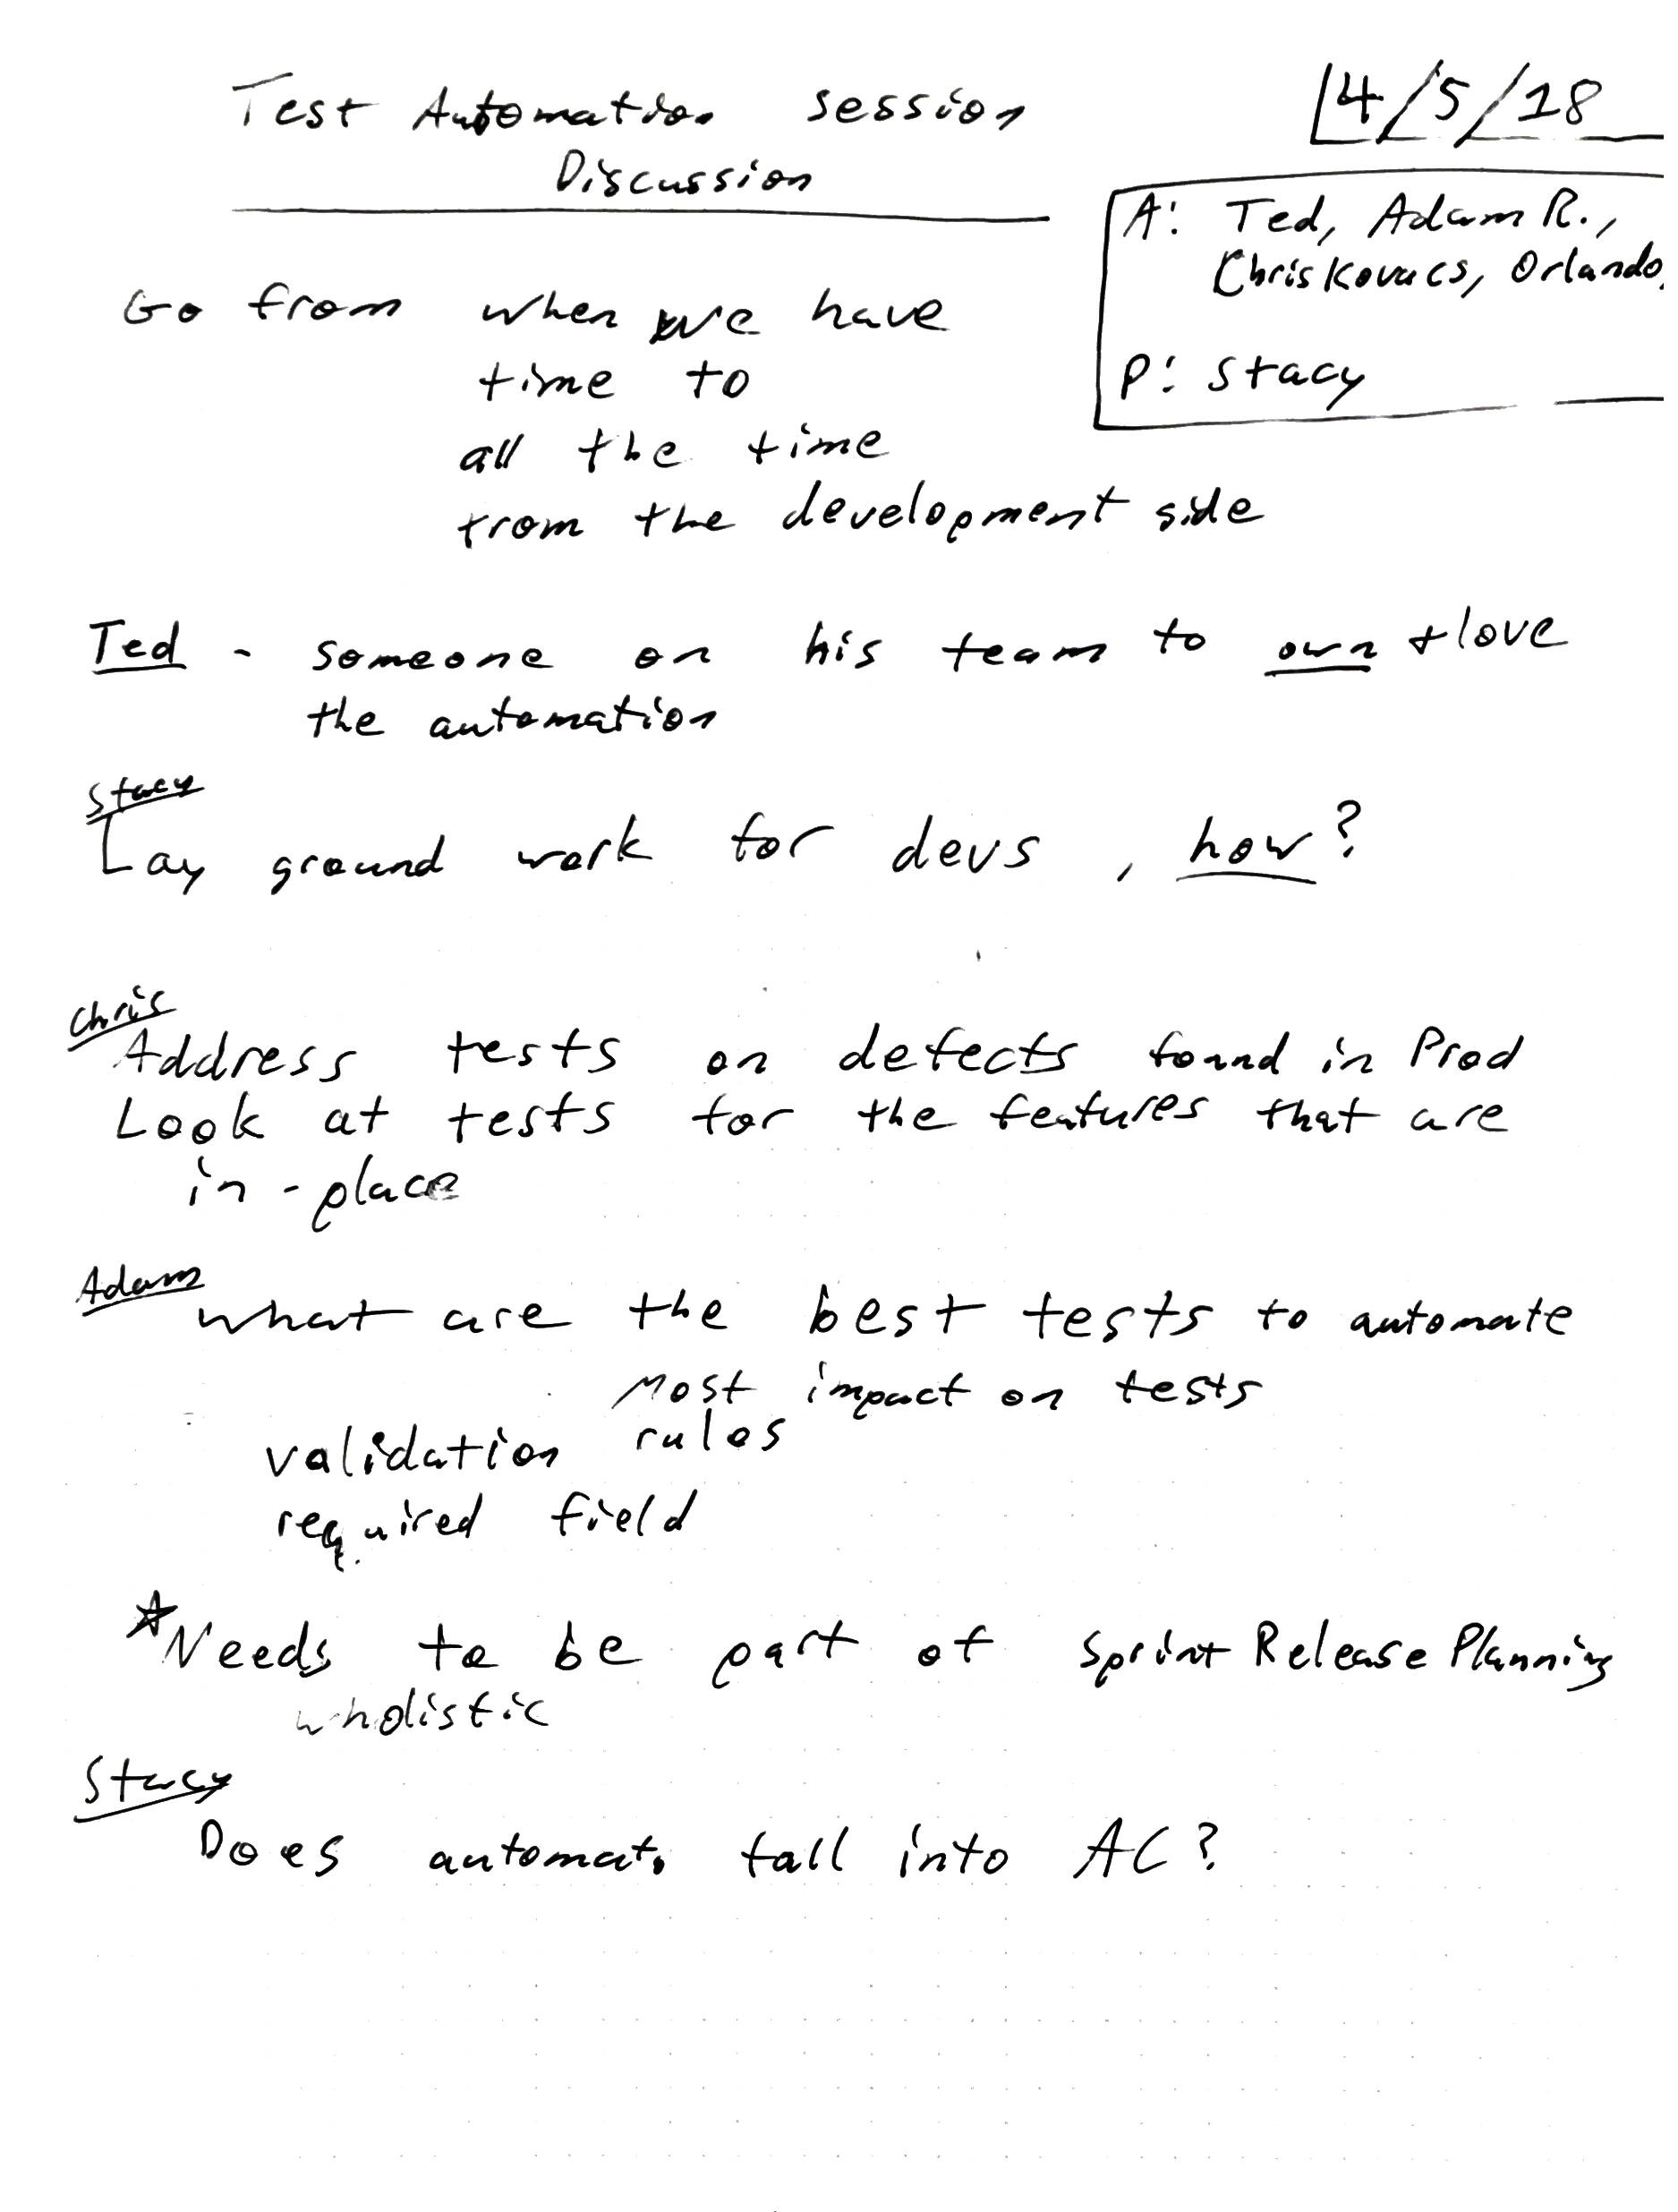 Test Automation session
Discussion
4/5/18
A: Ted, Adam R.,
Chris Kovacs, Orlando,
P: Stacy
Go from when we have
time to
all the time
from the development side
Ted - someone on his team to own + love
the automation
Stacy
Lay ground work for devs, how?
Chris
Address tests on defects found in Prod
Look at tests for the features that are
in-place
Adam
what are the best tests to automate
Most impact on tests
validation rules
required field
*Needs to be part of Sprint Release Planning
wholistic
Stacy
Does automat. fall into AC?